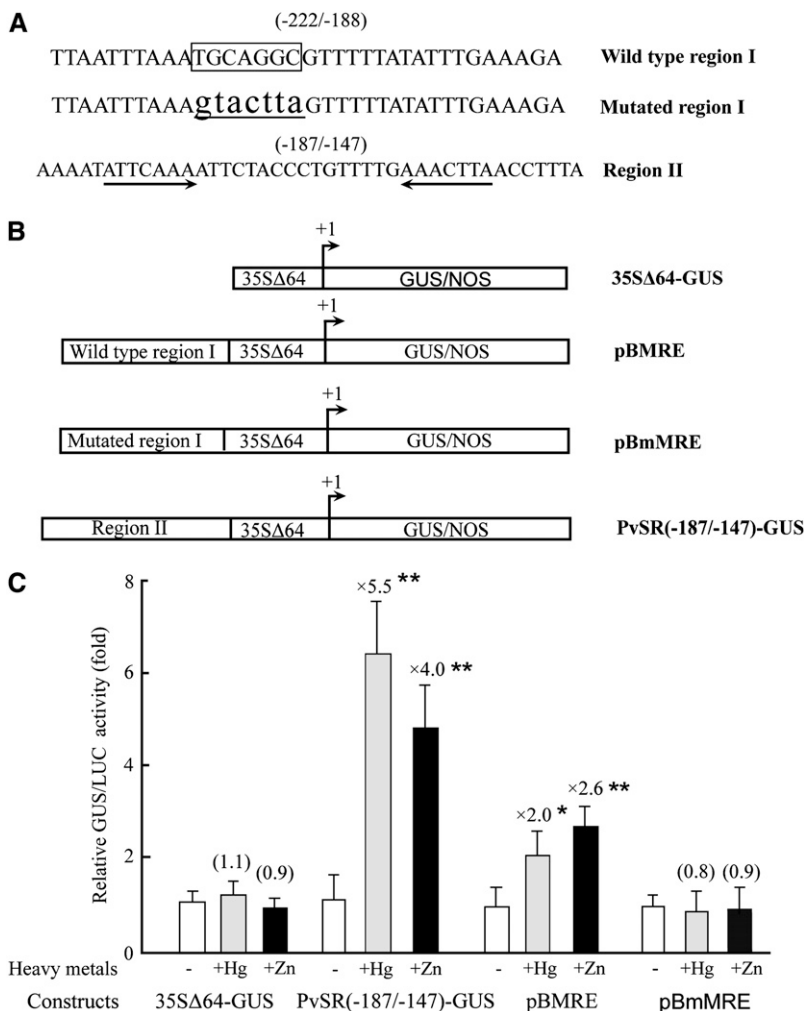 A
(-222/-188)
TTAATTTAAATGCAGGCGTTTTTATATTTGAAAGA Wild type region I
TTAATTTAAAgtacttaGTTTTTATATTTGAAAGA Mutated region I
(-187/-147)
AAAATATTCAAAATTCTACCCTGTTTTGAAACTTAACCTTTA Region II
B
+1
35SΔ64 GUS/NOS 35SΔ64-GUS
+1
Wild type region I 35SΔ64 GUS/NOS pBMRE
+1
Mutated region I 35SΔ64 GUS/NOS pBmMRE
+1
Region II 35SΔ64 GUS/NOS PvSR(-187/-147)-GUS
C
Relative GUS/LUC activity (fold)
8
6
4
2
0
(1.1)
(0.9)
×5.5 **
×4.0 **
×2.0 *
×2.6 **
(0.8)
(0.9)
Heavy metals - +Hg +Zn - +Hg +Zn - +Hg +Zn - +Hg +Zn
Constructs 35SΔ64-GUS PvSR(-187/-147)-GUS pBMRE pBmMRE